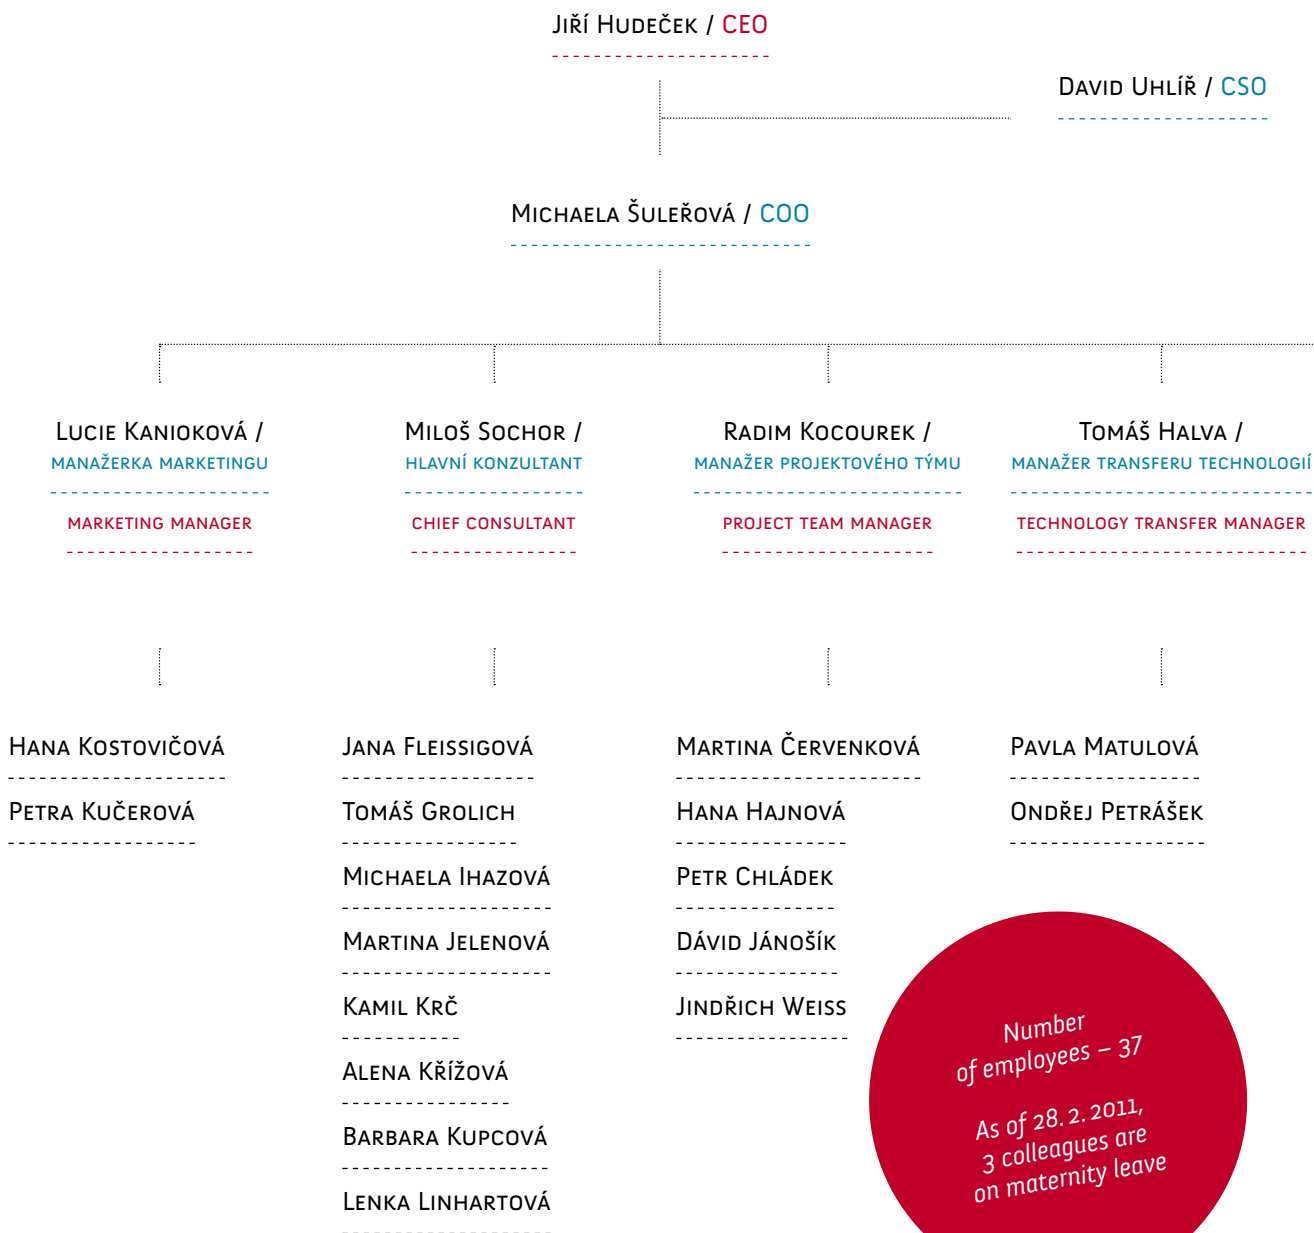 Jiří Hudeček / CEO
David Uhlíř / CSO
Michaela Šuleřová / COO
Lucie Kanioková /
manažerka marketingu
marketing manager
Miloš Sochor /
hlavní konzultant
chief consultant
Radim Kocourek /
manažer projektového týmu
project team manager
Tomáš Halva /
manažer transferu technologií
technology transfer manager
Hana Kostovičová
Petra Kučerová
Jana Fleissigová
Tomáš Grolich
Michaela Ihazová
Martina Jelenová
Kamil Krč
Alena Křížová
Barbara Kupcová
Lenka Linhartová
Martina Červenková
Hana Hajnová
Petr Chládek
Dávid Jánošík
Jindřich Weiss
Pavla Matulová
Ondřej Petrášek
Number
of employees – 37
As of 28. 2. 2011,
3 colleagues are
on maternity leave